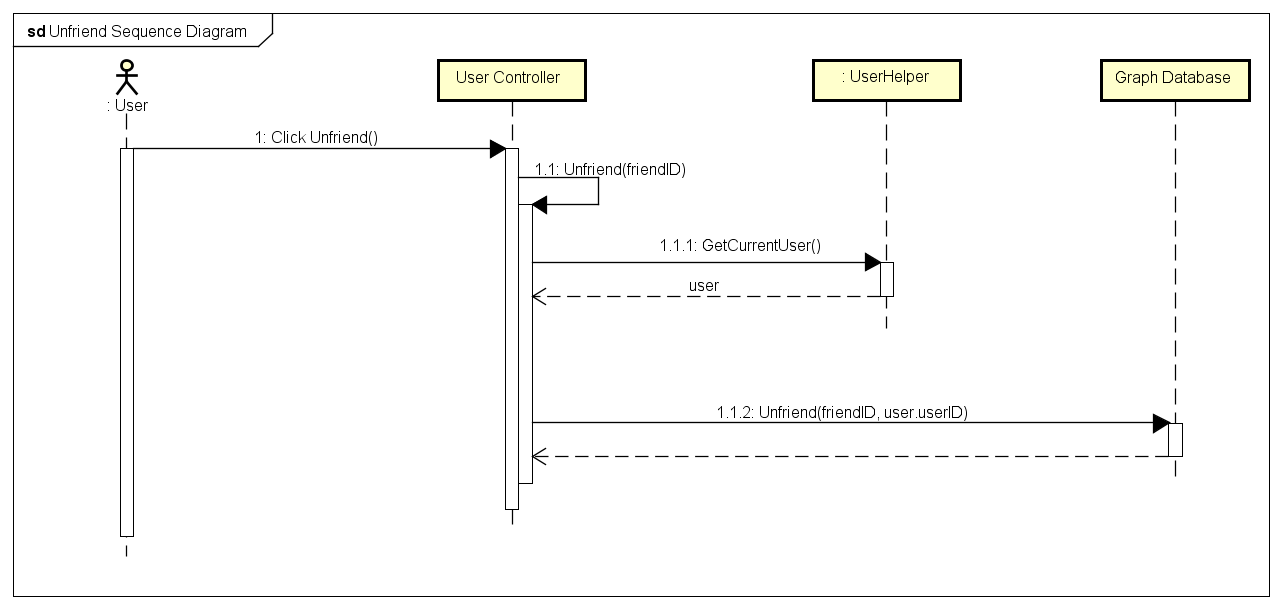 sd Unfriend Sequence Diagram
: User
User Controller
: UserHelper
Graph Database
1: Click Unfriend()
1.1: Unfriend(friendID)
1.1.1: GetCurrentUser()
user
1.1.2: Unfriend(friendID, user.userID)